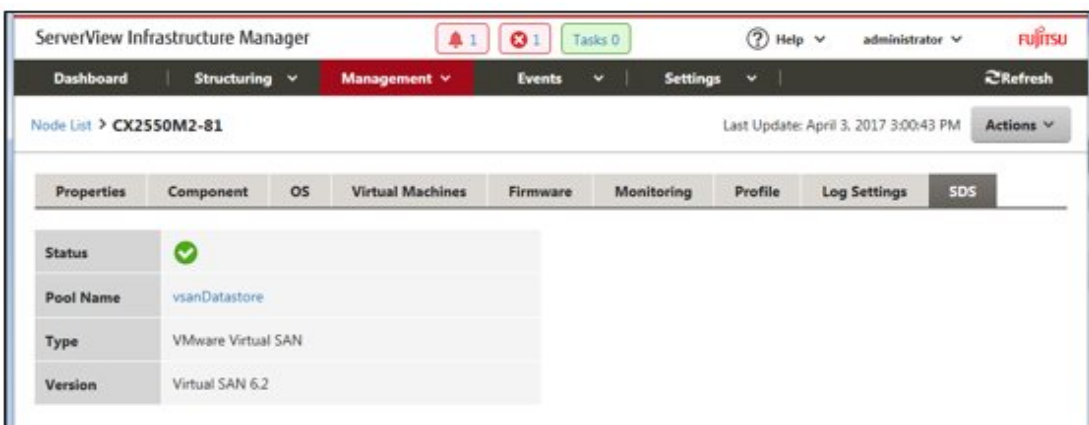 ServerView Infrastructure Manager 1 1 Tasks 0 Help administrator FUJITSU
Dashboard Structuring Management Events Settings Refresh
Node List > CX2550M2-81 Last Update: April 3, 2017 3:00:43 PM Actions
Properties Component OS Virtual Machines Firmware Monitoring Profile Log Settings SDS
Status
Pool Name vsanDatastore
Type VMware Virtual SAN
Version Virtual SAN 6.2